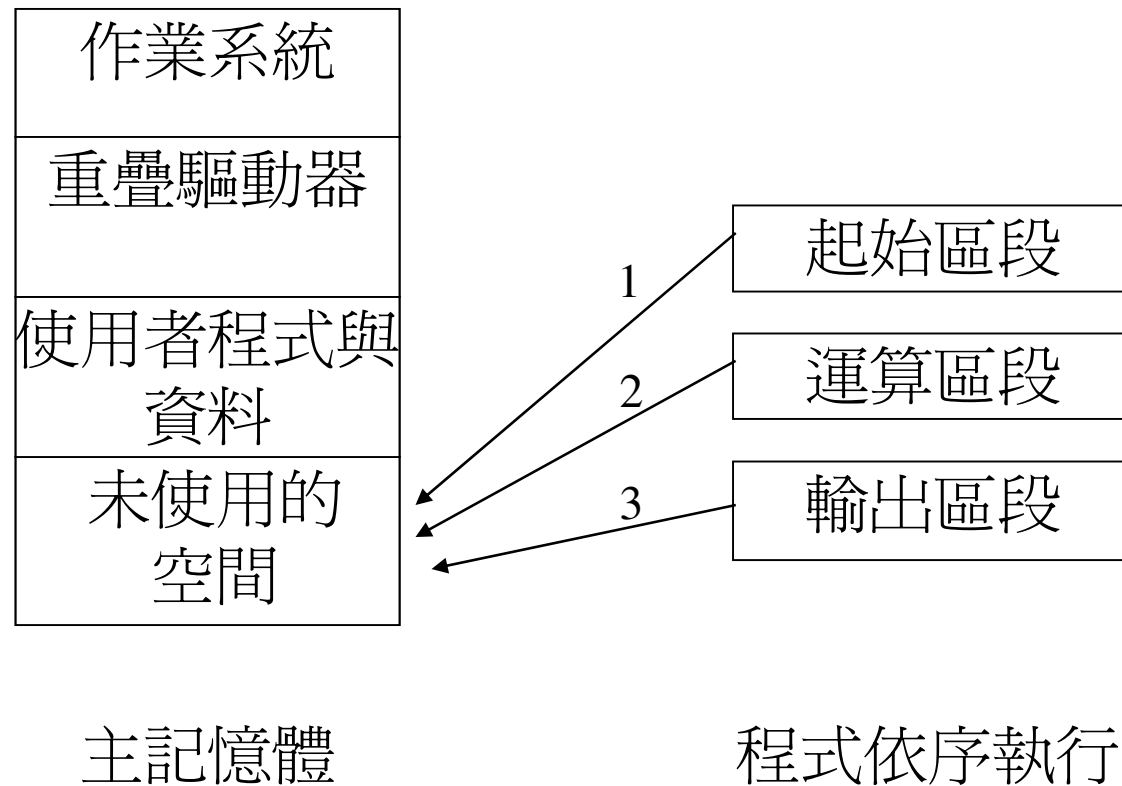 作業系統
重疊驅動器
使用者程式與
資料
未使用的
空間
主記憶體
1
2
3
起始區段
運算區段
輸出區段
程式依序執行